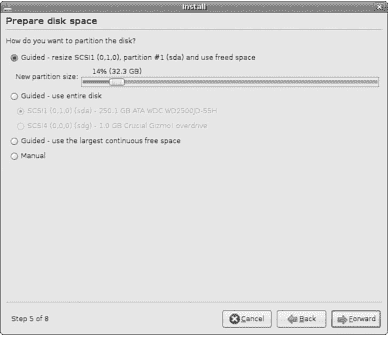 Install
Prepare disk space
How do you want to partition the disk?
Guided - resize SCSI1 (0,1,0), partition #1 (sda) and use freed space
New partition size:
14% (32.3 GB)
Guided - use entire disk
SCSI1 (0,1,0) (sda) - 250.1 GB ATA WDC
SCSI4 (0,0,0) (sdg) - 1.0 GB Crucial Gizmo! overdrive
Guided - use the largest continuous free space
Manual
Step 5 of 8
Cancel
Back
Forward